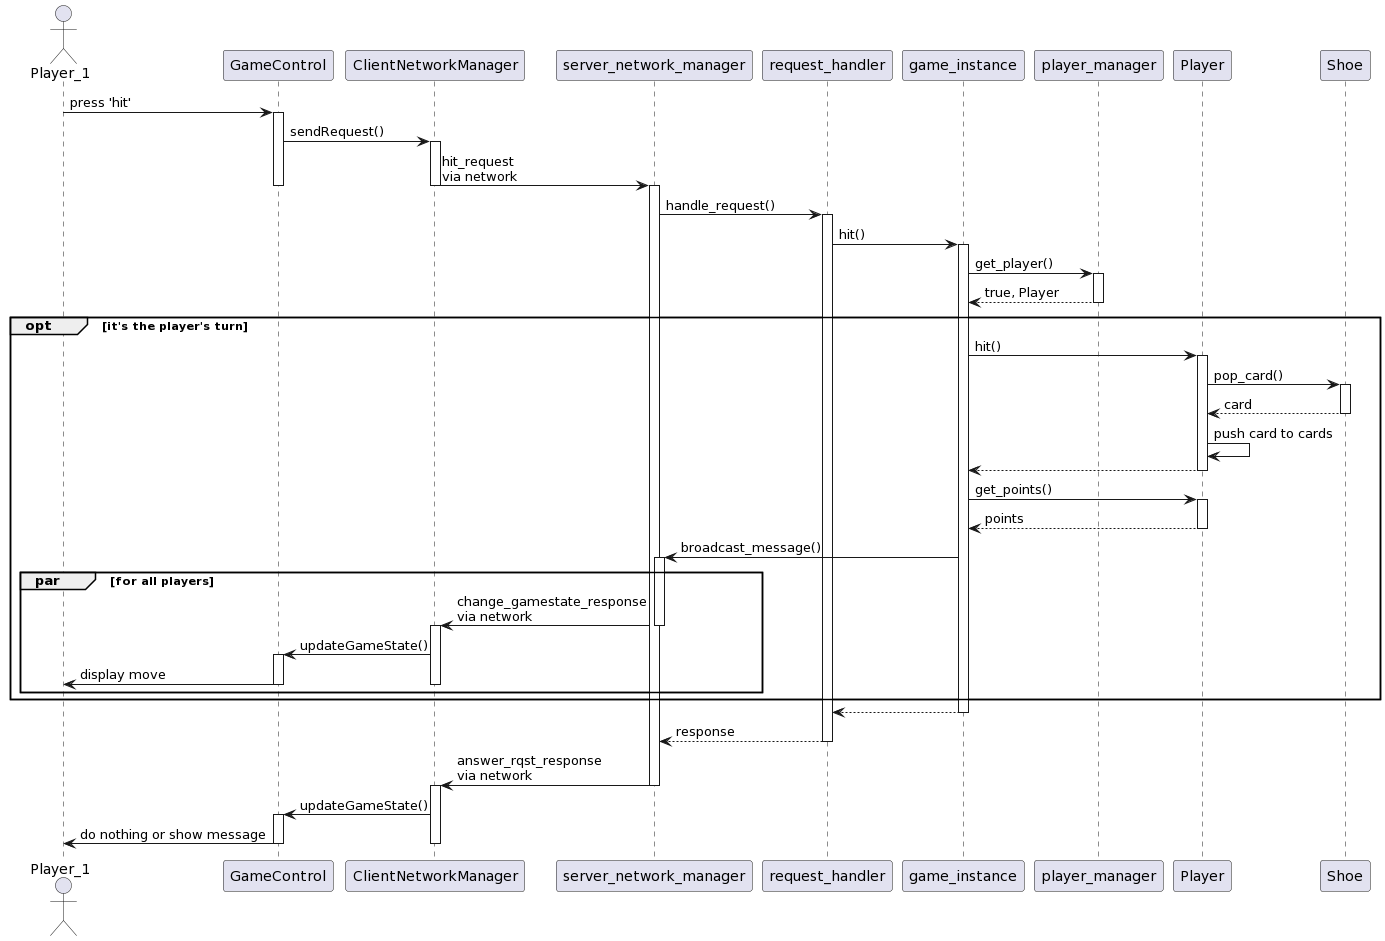 Player_1
GameControl
ClientNetworkManager
server_network_manager
request_handler
game_instance
player_manager
Player
Shoe
press 'hit'
sendRequest()
hit_request
via network
handle_request()
hit()
get_player()
true, Player
opt
[it's the player's turn]
hit()
pop_card()
card
push card to cards
get_points()
points
broadcast_message()
par
[for all players]
change_gamestate_response
via network
updateGameState()
display move
response
answer_rqst_response
via network
updateGameState()
do nothing or show message
Player_1
GameControl
ClientNetworkManager
server_network_manager
request_handler
game_instance
player_manager
Player
Shoe